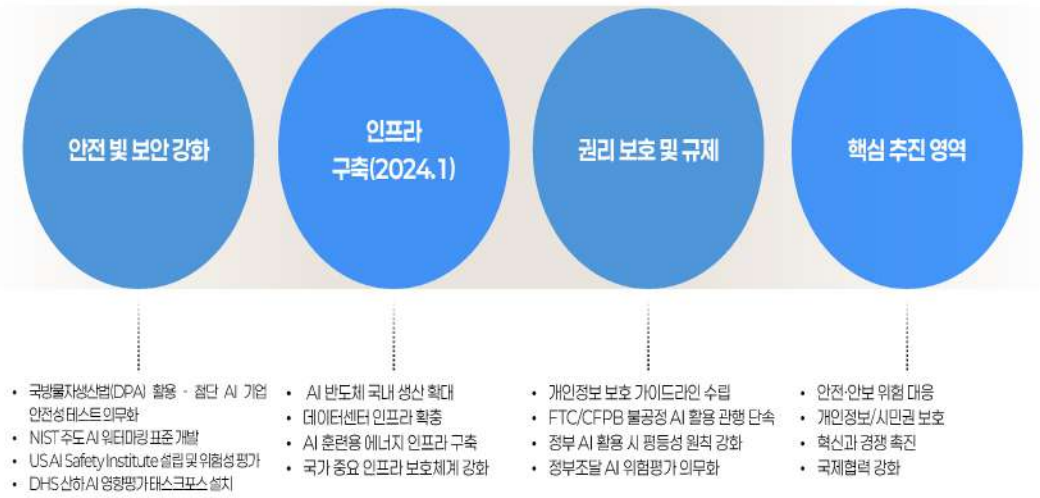 안전 및 보안 강화
인프라
구축(2024.1)
권리 보호 및 규제
핵심 추진 영역
• 국방물자생산법(DPA) 활용 - 첨단 AI 기업
안전성 테스트 의무화
• NIST 주도 AI 워터마킹 표준 개발
• US AI Safety Institute 설립 및 위험성 평가
• DHS 산하 AI 영향평가 태스크포스 설치
• AI 반도체 국내 생산 확대
• 데이터센터 인프라 확충
• AI 훈련용 에너지 인프라 구축
• 국가 중요 인프라 보호체계 강화
• 개인정보 보호 가이드라인 수립
• FTC/CFPB 불공정 AI 활용 관행 단속
• 정부 AI 활용 시 평등성 원칙 강화
• 정부조달 AI 위험평가 의무화
• 안전·안보 위험 대응
• 개인정보/시민권 보호
• 혁신과 경쟁 촉진
• 국제협력 강화